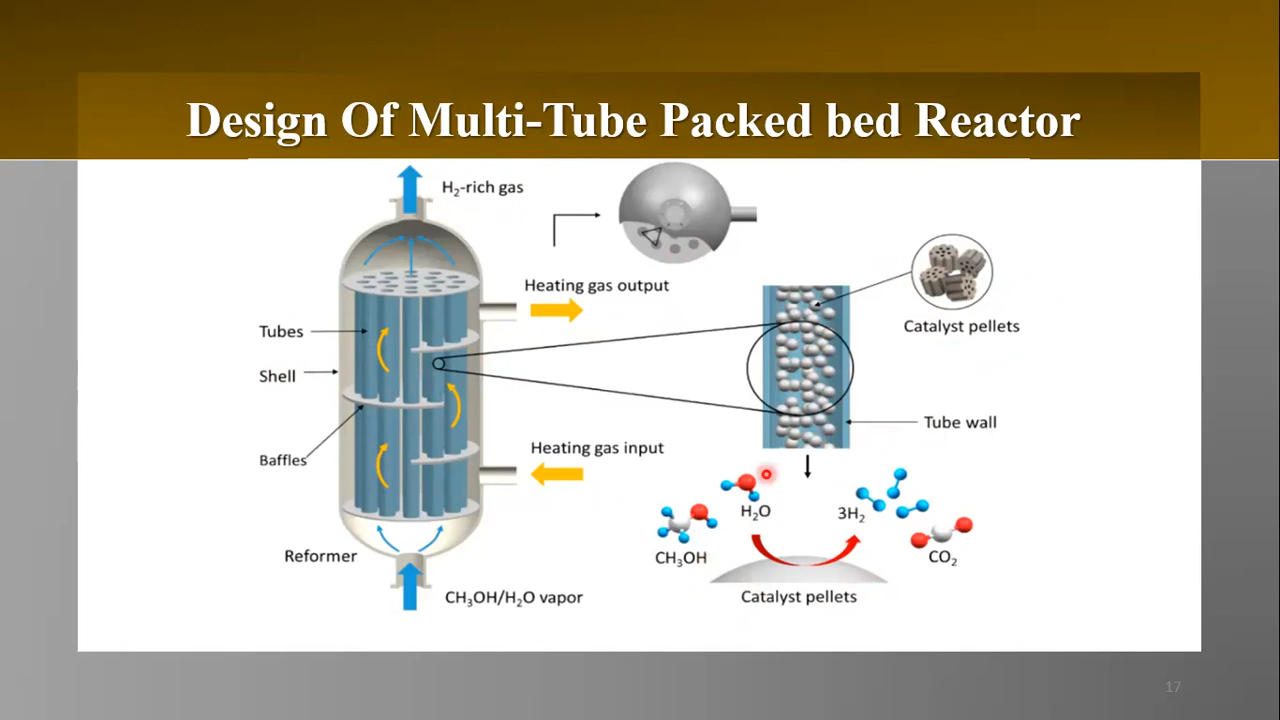 Design Of Multi-Tube Packed bed Reactor
H₂-rich gas
Heating gas output
Catalyst pellets
Tubes
Shell
Tube wall
Baffles
Heating gas input
H₂O
3H₂
CH₃OH
CO₂
Reformer
CH₃OH/H₂O vapor
Catalyst pellets
17